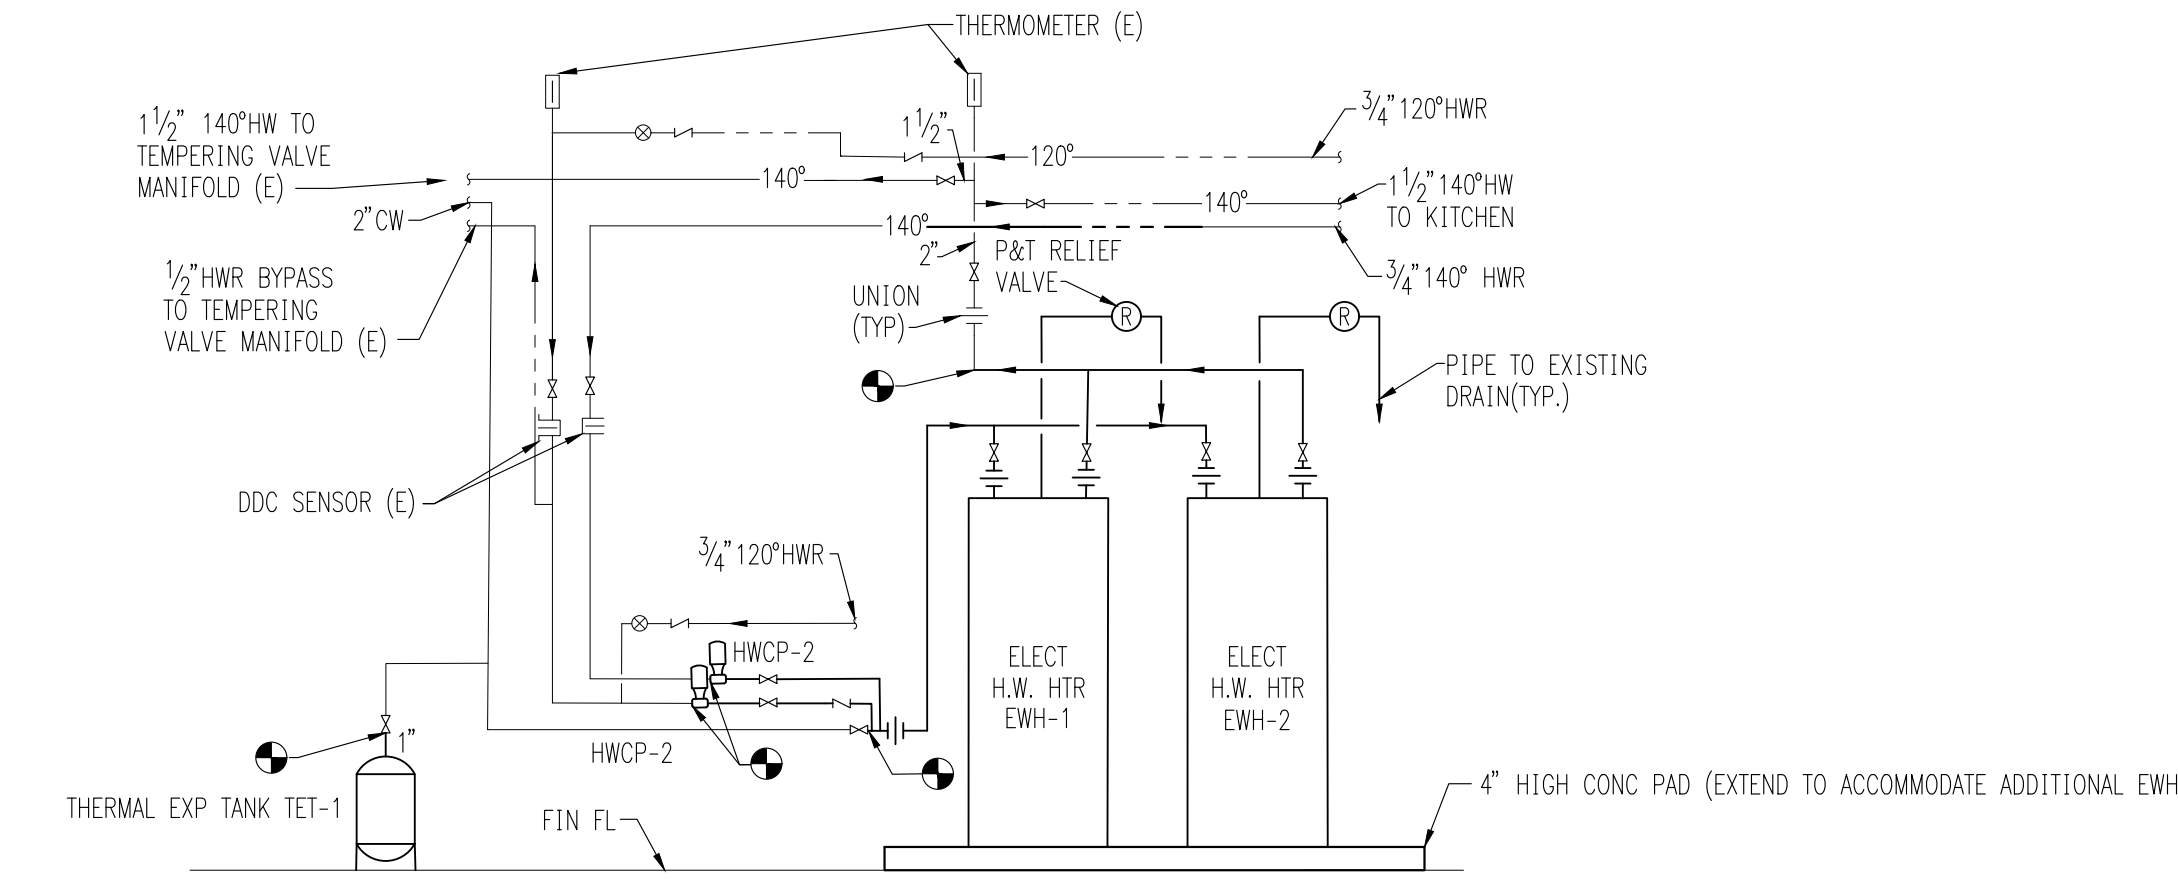 THERMOMETER (E)
1 1/2" 140°HW TO
TEMPERING VALVE
MANIFOLD (E)
1 1/2"
3/4" 120°HWR
120°
140°
1 1/2" 140°HW
TO KITCHEN
140°
2" CW
140°
2"
P&T RELIEF
VALVE
3/4" 140° HWR
1/2" HWR BYPASS
TO TEMPERING
VALVE MANIFOLD (E)
UNION
(TYP)
R
R
PIPE TO EXISTING
DRAIN(TYP.)
DDC SENSOR (E)
3/4" 120°HWR
HWCP-2
ELECT
H.W. HTR
EWH-1
ELECT
H.W. HTR
EWH-2
1"
HWCP-2
THERMAL EXP TANK TET-1
FIN FL
4" HIGH CONC PAD (EXTEND TO ACCOMMODATE ADDITIONAL EWH